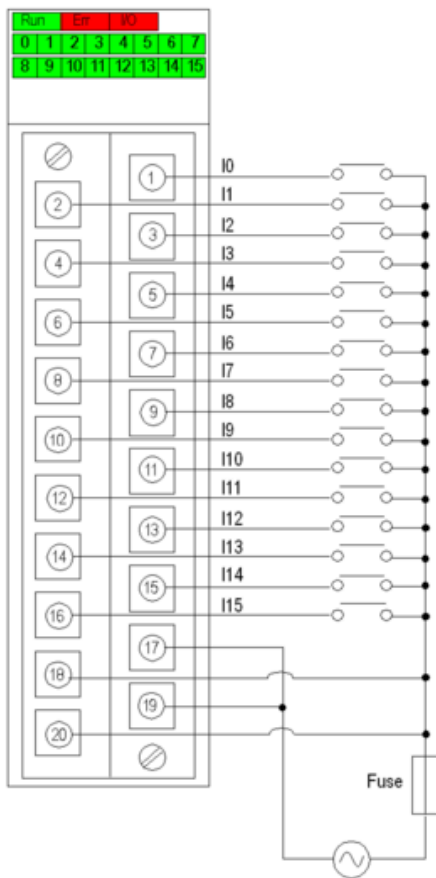 Run Err I/O
0 1 2 3 4 5 6 7
8 9 10 11 12 13 14 15
1 I0
2 I1
3 I2
4 I3
5 I4
6 I5
7 I6
8 I7
9 I8
10 I9
11 I10
12 I11
13 I12
14 I13
15 I14
16 I15
17
18
19
20
Fuse